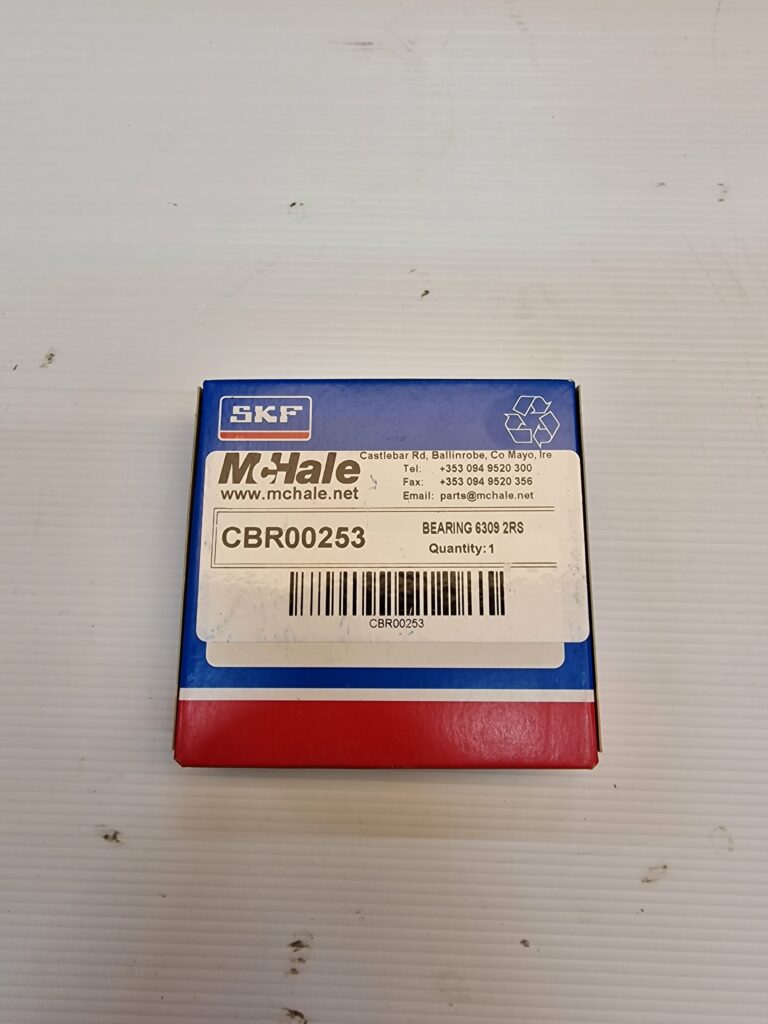 SKF
McHale
www.mchale.net
Castlebar Rd, Ballinrobe, Co Mayo, Ire
Tel: +353 094 9520 300
Fax: +353 094 9520 356
Email: parts@mchale.net
CBR00253
BEARING 6309 2RS
Quantity: 1
CBR00253